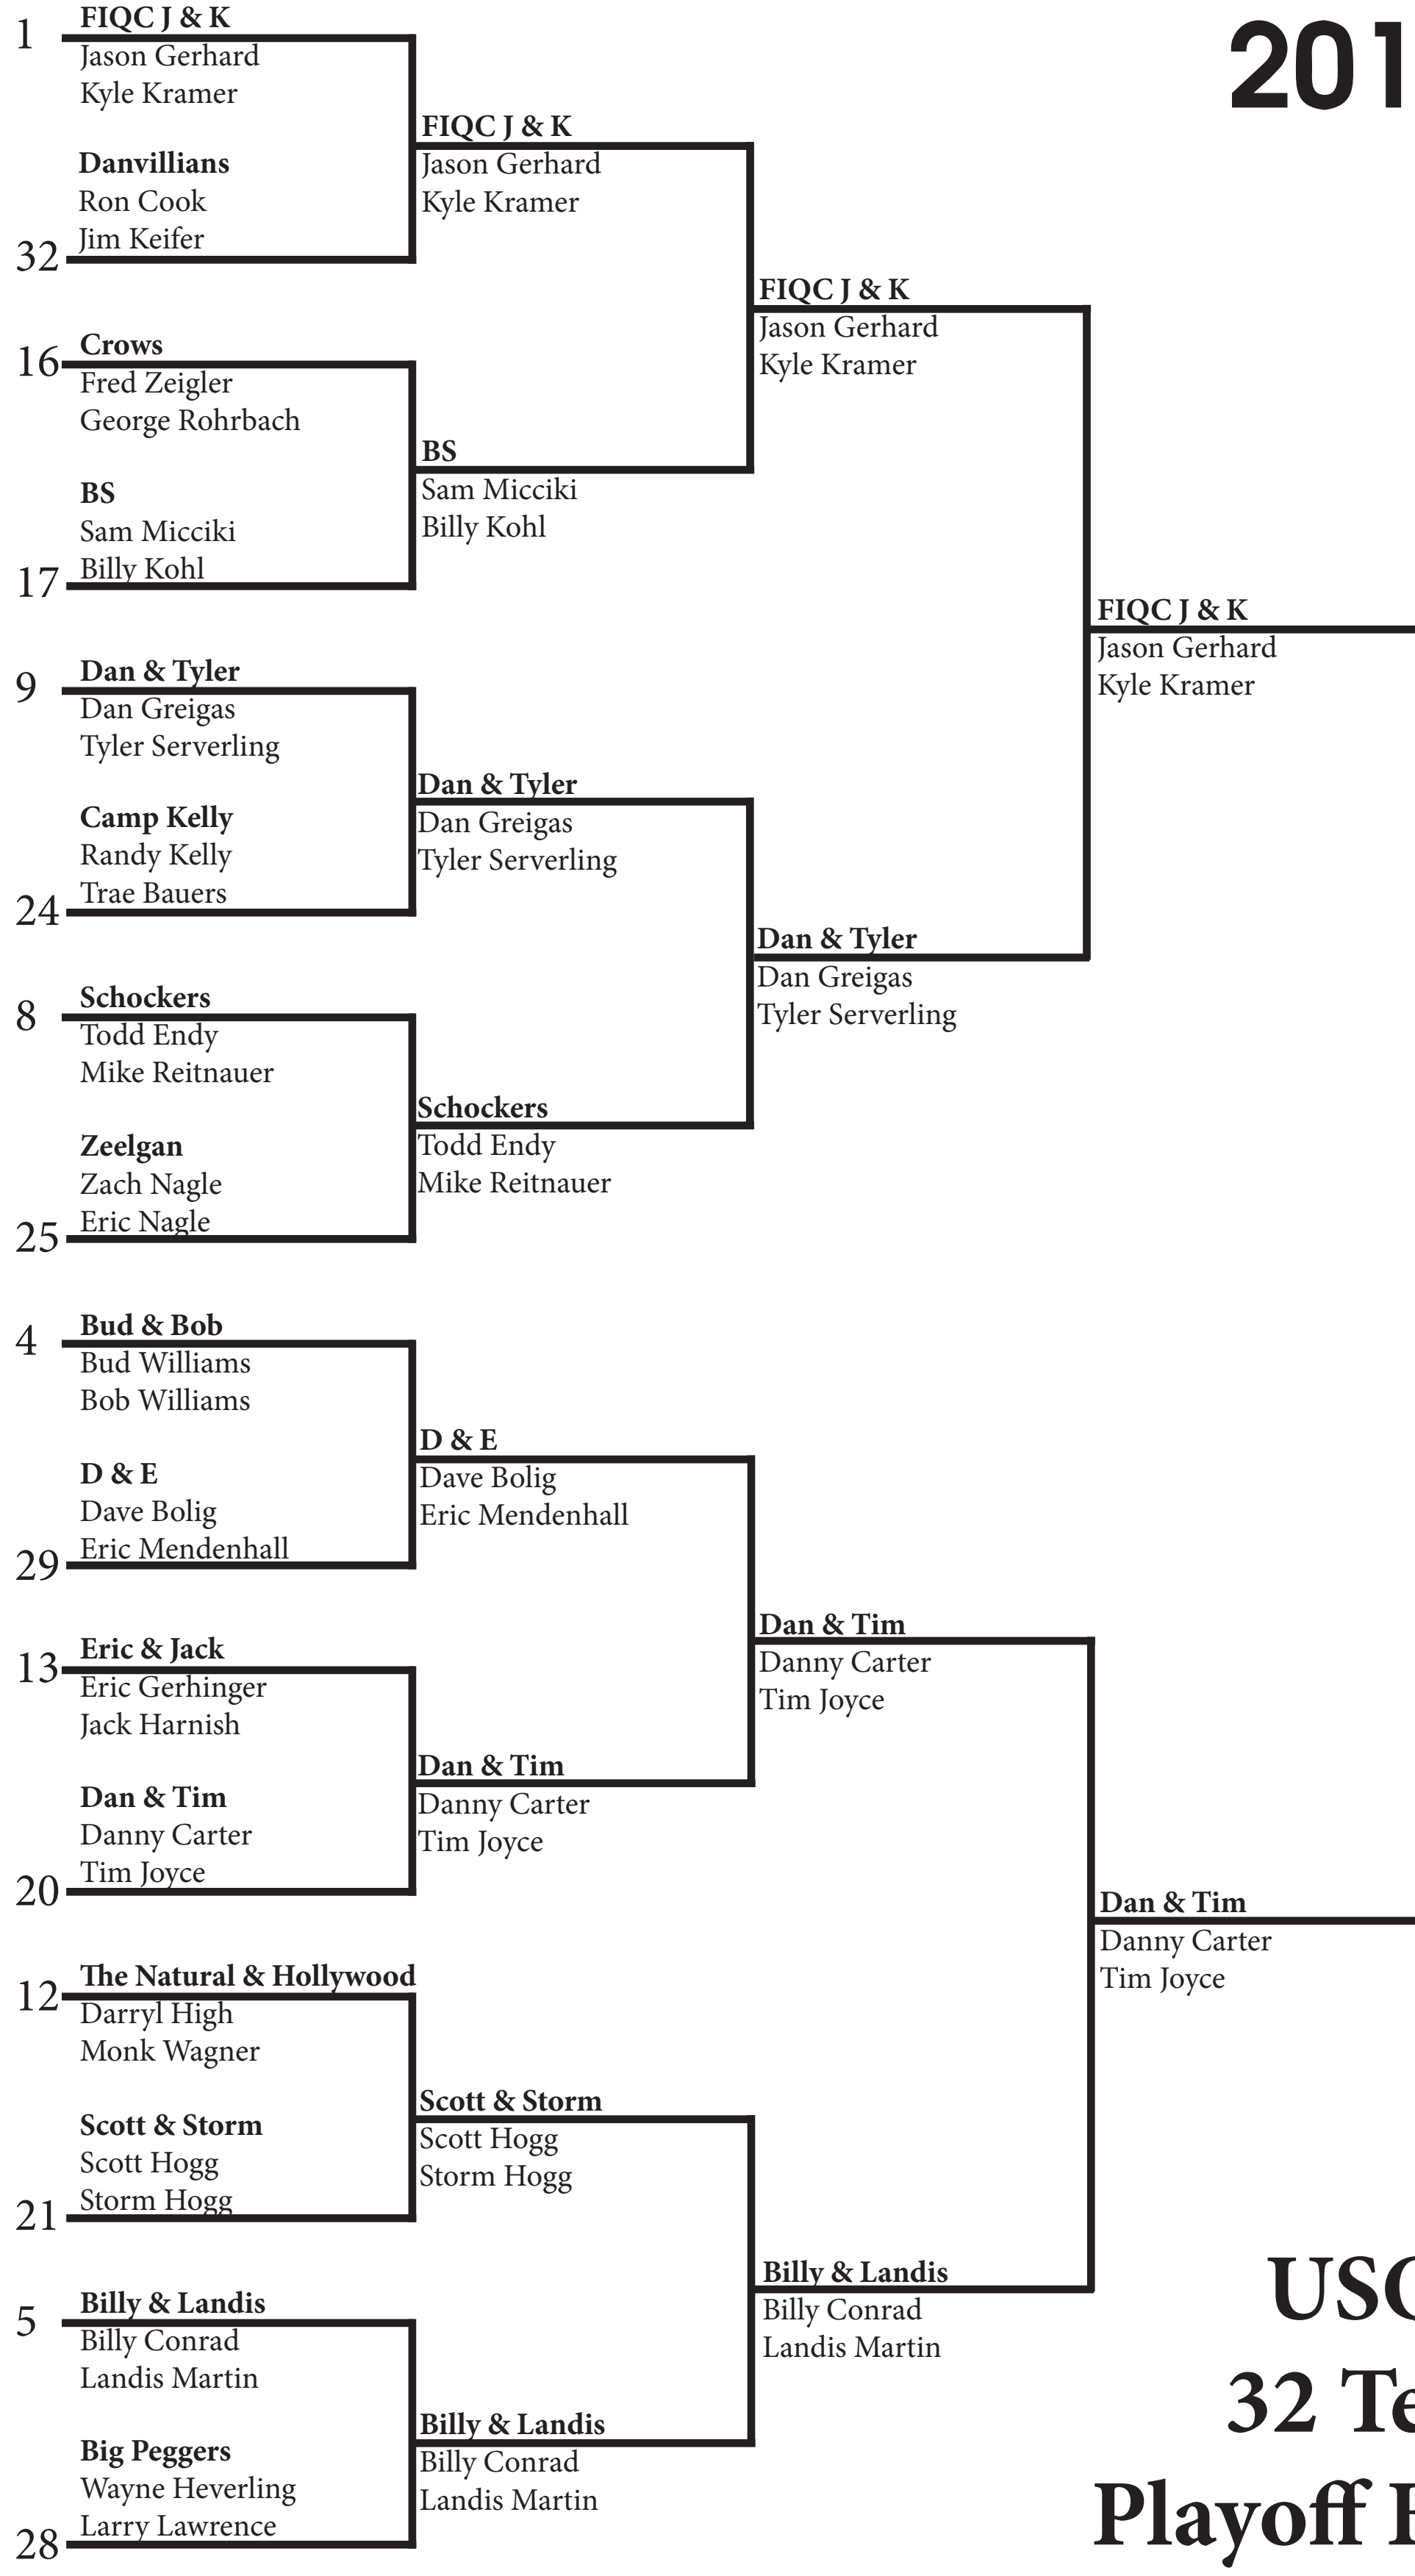 201
1
FIQC J & K
Jason Gerhard
Kyle Kramer
Danvillians
Ron Cook
Jim Keifer
32
16
Crows
Fred Zeigler
George Rohrbach
BS
Sam Micciki
Billy Kohl
17
9
Dan & Tyler
Dan Greigas
Tyler Serverling
Camp Kelly
Randy Kelly
Trae Bauers
24
8
Schockers
Todd Endy
Mike Reitnauer
Zeelgan
Zach Nagle
Eric Nagle
25
4
Bud & Bob
Bud Williams
Bob Williams
D & E
Dave Bolig
Eric Mendenhall
29
13
Eric & Jack
Eric Gerhinger
Jack Harnish
Dan & Tim
Danny Carter
Tim Joyce
20
12
The Natural & Hollywood
Darryl High
Monk Wagner
Scott & Storm
Scott Hogg
Storm Hogg
21
5
Billy & Landis
Billy Conrad
Landis Martin
Big Peggers
Wayne Heverling
Larry Lawrence
28
FIQC J & K
Jason Gerhard
Kyle Kramer
BS
Sam Micciki
Billy Kohl
Dan & Tyler
Dan Greigas
Tyler Serverling
Schockers
Todd Endy
Mike Reitnauer
D & E
Dave Bolig
Eric Mendenhall
Dan & Tim
Danny Carter
Tim Joyce
Scott & Storm
Scott Hogg
Storm Hogg
Billy & Landis
Billy Conrad
Landis Martin
FIQC J & K
Jason Gerhard
Kyle Kramer
Dan & Tyler
Dan Greigas
Tyler Serverling
Dan & Tim
Danny Carter
Tim Joyce
Billy & Landis
Billy Conrad
Landis Martin
FIQC J & K
Jason Gerhard
Kyle Kramer
Dan & Tim
Danny Carter
Tim Joyce
US
32 Te
Playoff